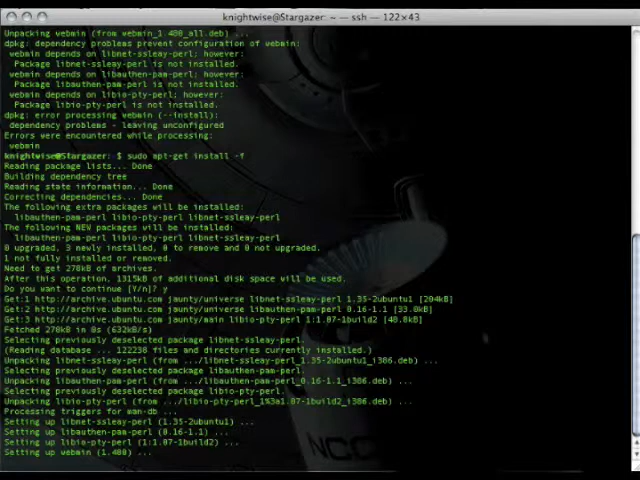 knightwise@Stargazer: ~ — ssh — 122×43
Unpacking webmin (from webmin_1.480_all.deb) ...
dpkg: dependency problems prevent configuration of webmin:
webmin depends on libnet-ssleay-perl; however:
Package libnet-ssleay-perl is not installed.
webmin depends on libauthen-pam-perl; however:
Package libauthen-pam-perl is not installed.
webmin depends on libio-pty-perl; however:
Package libio-pty-perl is not installed.
dpkg: error processing webmin (--install):
dependency problems - leaving unconfigured
Errors were encountered while processing:
webmin
knightwise@Stargazer:~$ sudo apt-get install -f
Reading package lists... Done
Building dependency tree
Reading state information... Done
Correcting dependencies... Done
The following extra packages will be installed:
libauthen-pam-perl libio-pty-perl libnet-ssleay-perl
The following NEW packages will be installed:
libauthen-pam-perl libio-pty-perl libnet-ssleay-perl
0 upgraded, 3 newly installed, 0 to remove and 0 not upgraded.
1 not fully installed or removed.
Need to get 278kB of archives.
After this operation, 1315kB of additional disk space will be used.
Do you want to continue [Y/n]? y
Get:1 http://archive.ubuntu.com jaunty/universe libnet-ssleay-perl 1.35-2ubuntu1 [204kB]
Get:2 http://archive.ubuntu.com jaunty/universe libauthen-pam-perl 0.16-1.1 [33.8kB]
Get:3 http://archive.ubuntu.com jaunty/main libio-pty-perl 1:1.07-1build2 [40.8kB]
Fetched 278kB in 0s (632kB/s)
Selecting previously deselected package libnet-ssleay-perl.
(Reading database ... 122238 files and directories currently installed.)
Unpacking libnet-ssleay-perl (from .../libnet-ssleay-perl_1.35-2ubuntu1_i386.deb) ...
Selecting previously deselected package libauthen-pam-perl.
Unpacking libauthen-pam-perl (from .../libauthen-pam-perl_0.16-1.1_i386.deb) ...
Selecting previously deselected package libio-pty-perl.
Unpacking libio-pty-perl (from .../libio-pty-perl_1%3a1.07-1build2_i386.deb) ...
Processing triggers for man-db ...
Setting up libnet-ssleay-perl (1.35-2ubuntu1) ...
Setting up libauthen-pam-perl (0.16-1.1) ...
Setting up libio-pty-perl (1:1.07-1build2) ...
Setting up webmin (1.480) ...
NCC